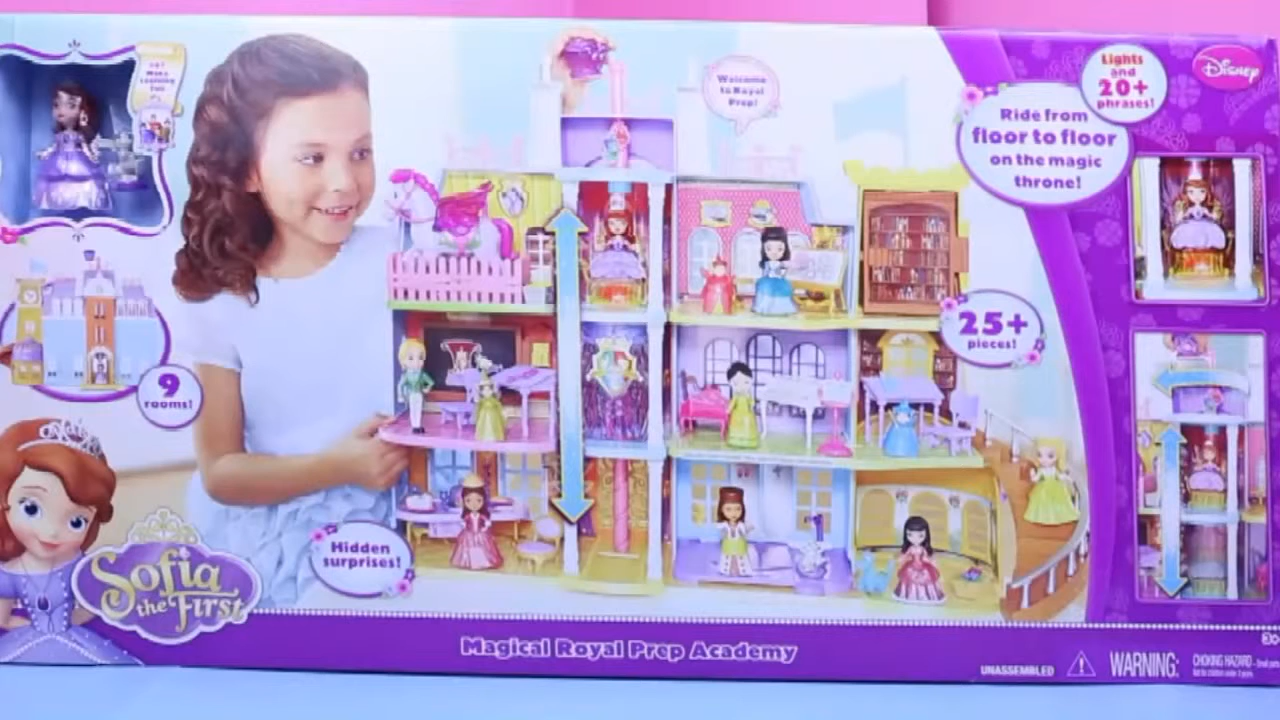 Welcome
to Royal
Prep!
Lights
and
20+
phrases!
Disney
Ride from
floor to floor
on the magic
throne!
25+
pieces!
9
rooms!
Hidden
surprises!
Sofia
the First
Magical Royal Prep Academy
UNASSEMBLED
WARNING:
CHOKING HAZARD
3+